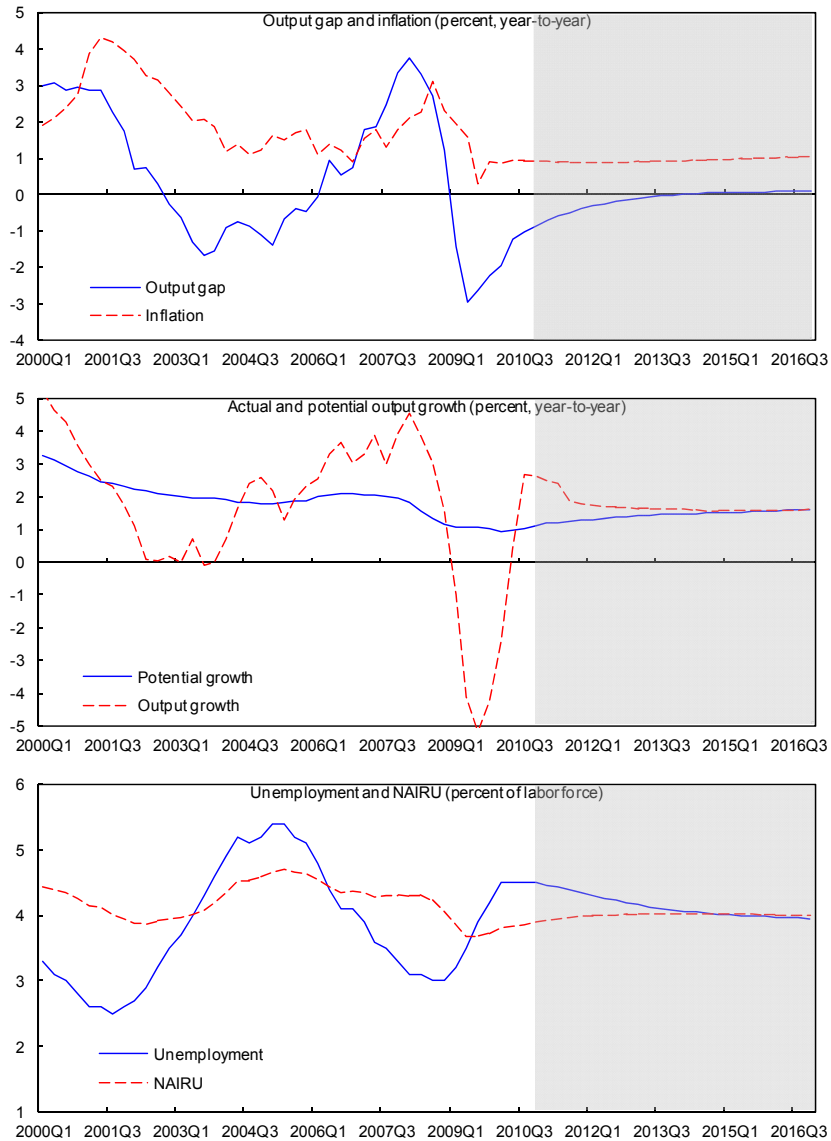 Output gap and inflation (percent, year-to-year)
5
4
3
2
1
0
-1
-2
-3
-4
Output gap
Inflation
2000Q1 2001Q3 2003Q1 2004Q3 2006Q1 2007Q3 2009Q1 2010Q3 2012Q1 2013Q3 2015Q1 2016Q3
Actual and potential output growth (percent, year-to-year)
5
4
3
2
1
0
-1
-2
-3
-4
-5
Potential growth
Output growth
2000Q1 2001Q3 2003Q1 2004Q3 2006Q1 2007Q3 2009Q1 2010Q3 2012Q1 2013Q3 2015Q1 2016Q3
Unemployment and NAIRU (percent of labor force)
6
5
4
3
2
1
Unemployment
NAIRU
2000Q1 2001Q3 2003Q1 2004Q3 2006Q1 2007Q3 2009Q1 2010Q3 2012Q1 2013Q3 2015Q1 2016Q3